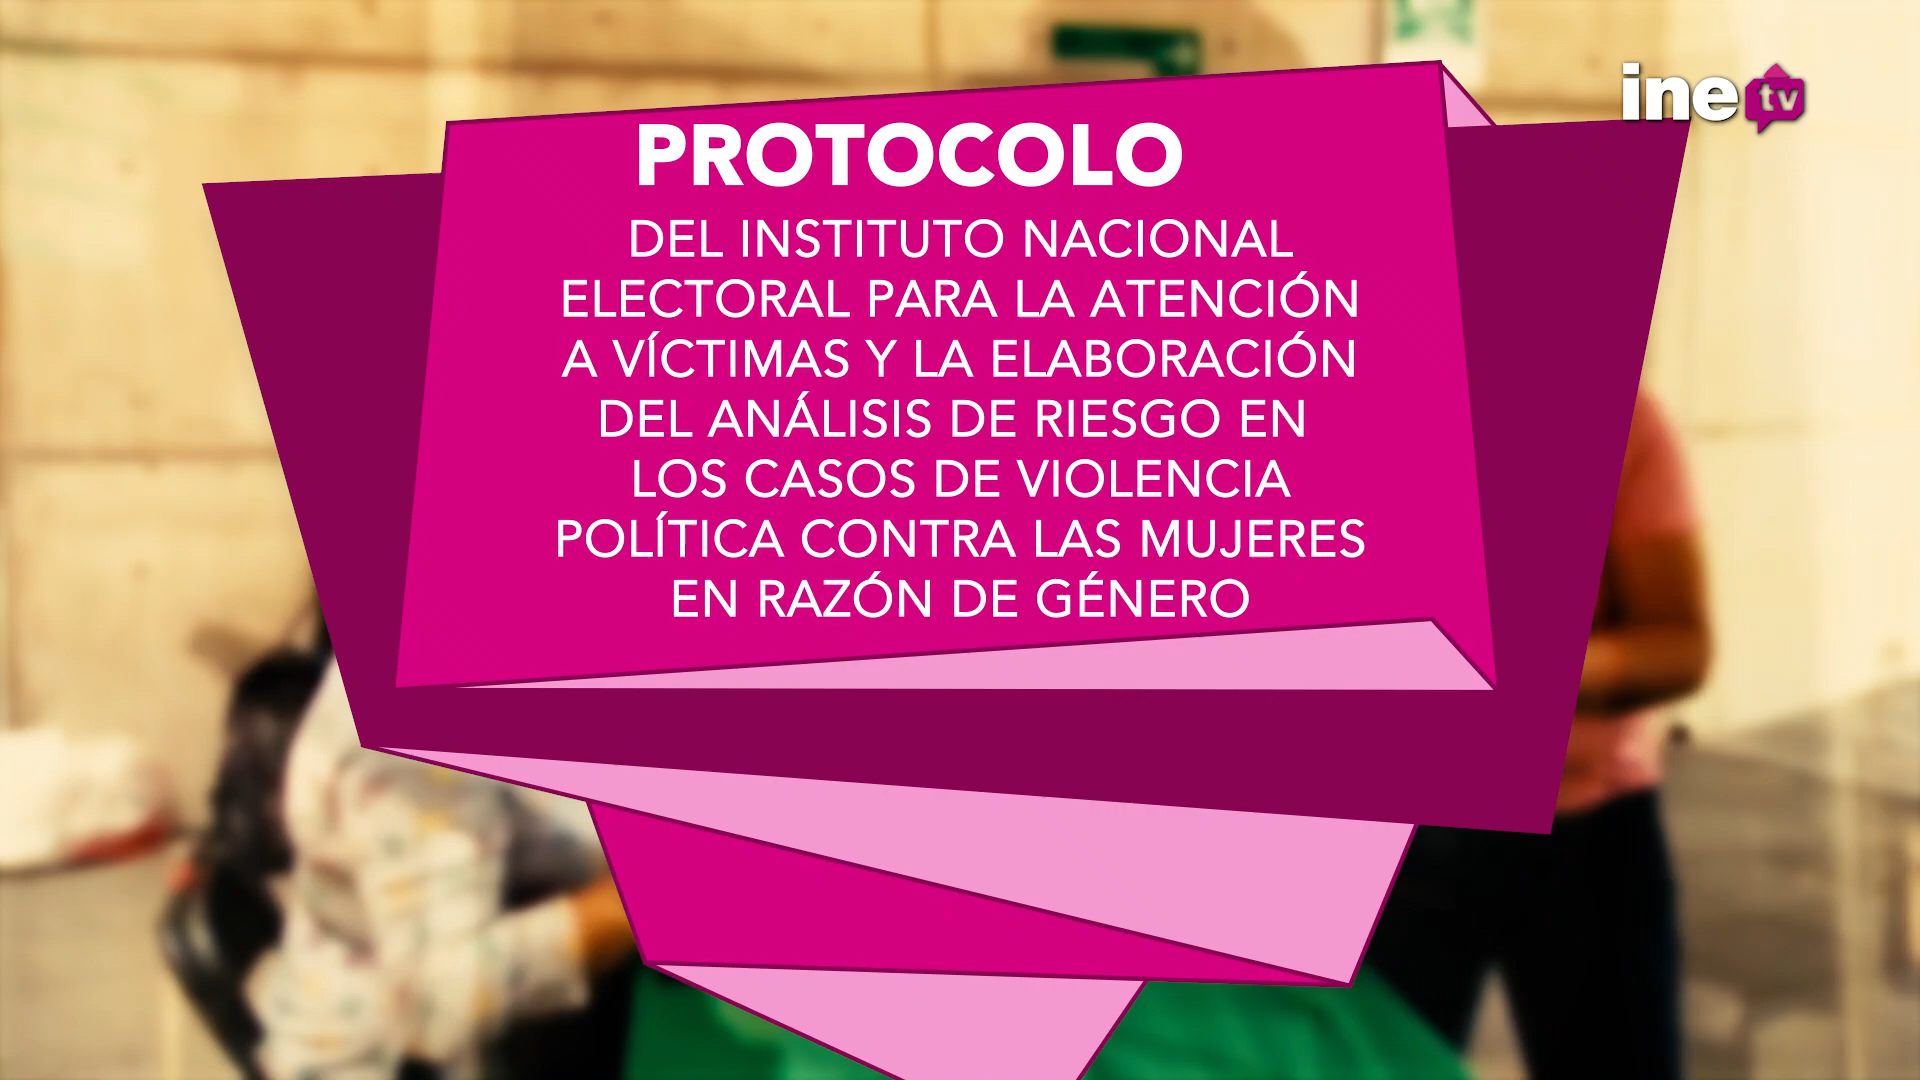 ine tv
PROTOCOLO
DEL INSTITUTO NACIONAL
ELECTORAL PARA LA ATENCIÓN
A VÍCTIMAS Y LA ELABORACIÓN
DEL ANÁLISIS DE RIESGO EN
LOS CASOS DE VIOLENCIA
POLÍTICA CONTRA LAS MUJERES
EN RAZÓN DE GÉNERO